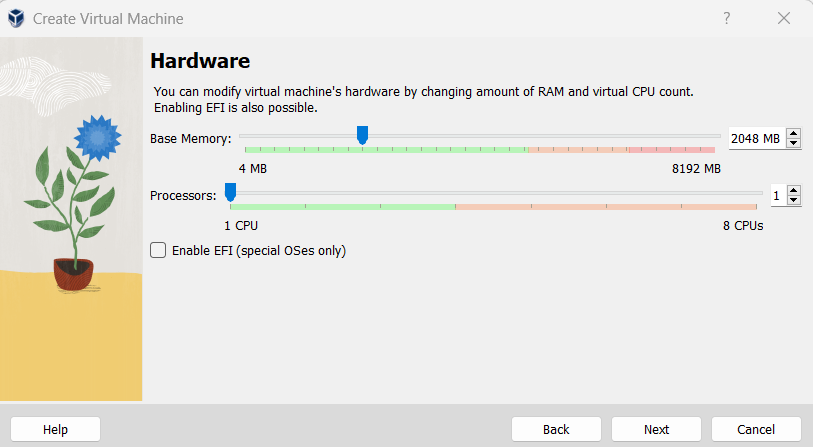 Create Virtual Machine
?
Hardware
You can modify virtual machine's hardware by changing amount of RAM and virtual CPU count.
Enabling EFI is also possible.
Base Memory:
2048 MB
4 MB
8192 MB
Processors:
1
1 CPU
8 CPUs
Enable EFI (special OSes only)
Help
Back
Next
Cancel